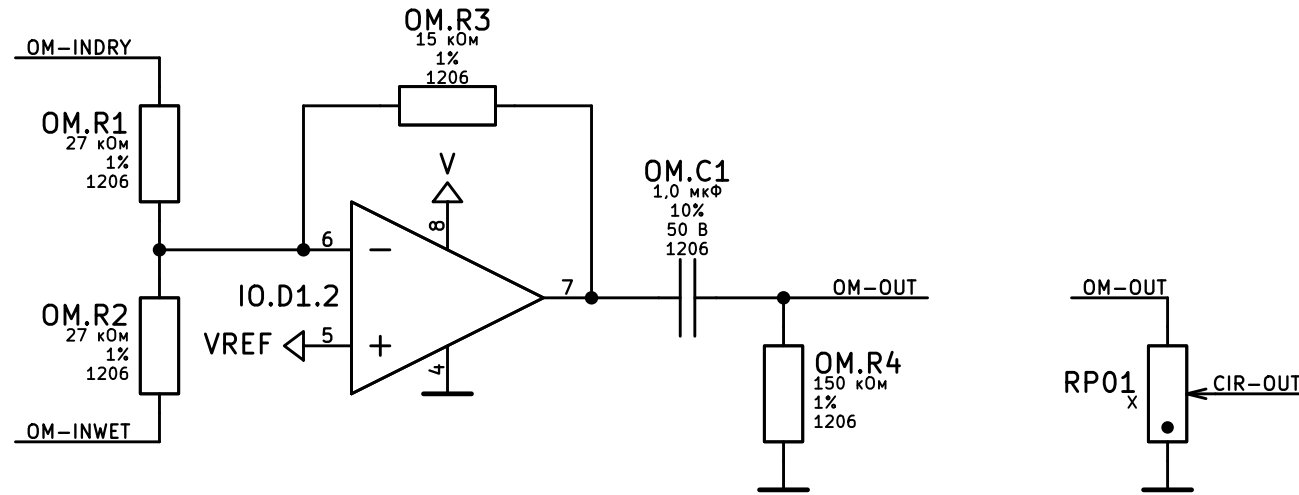 OM-INDRY
OM.R1
27 кОм
1%
1206
OM.R2
27 кОм
1%
1206
OM-INWET
OM.R3
15 кОм
1%
1206
V
8
6
7
5
4
IO.D1.2
VREF
OM.C1
1,0 мкФ
10%
50 В
1206
OM-OUT
OM.R4
150 кОм
1%
1206
OM-OUT
RP01
X
CIR-OUT